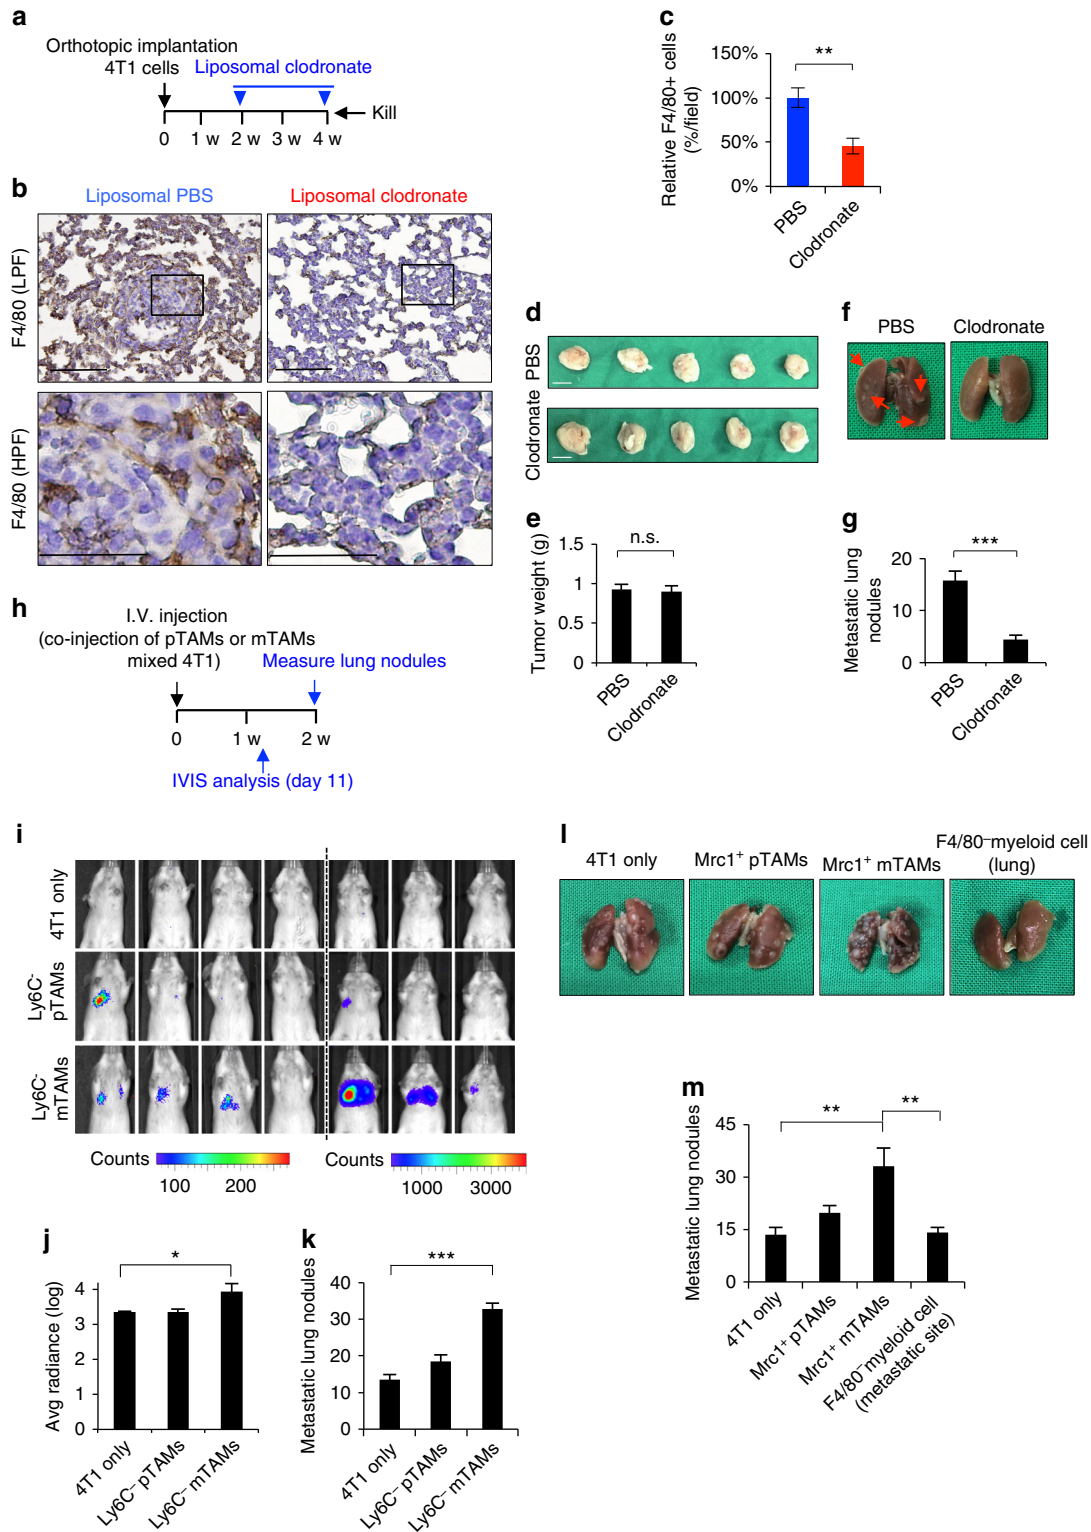 a
Orthotopic implantation
4T1 cells
Liposomal clodronate
Kill
0 1 w 2 w 3 w 4 w
b
Liposomal PBS
Liposomal clodronate
F4/80 (LPF)
F4/80 (HPF)
c
Relative F4/80+ cells
(%/field)
150%
100%
50%
0%
**
PBS
Clodronate
d
PBS
Clodronate
e
Tumor weight (g)
1.5
1
0.5
0
n.s.
PBS
Clodronate
f
PBS
Clodronate
g
Metastatic lung
nodules
20
10
0
***
PBS
Clodronate
h
I.V. injection
(co-injection of pTAMs or mTAMs
mixed 4T1)
Measure lung nodules
0 1 w 2 w
IVIS analysis (day 11)
i
4T1 only
Ly6C-
pTAMs
Ly6C-
mTAMs
Counts
100 200
Counts
1000 3000
j
Avg radiance (log)
4
3
2
1
0
*
4T1 only
Ly6C– pTAMs
Ly6C– mTAMs
k
Metastatic lung nodules
40
30
20
10
0
***
4T1 only
Ly6C– pTAMs
Ly6C– mTAMs
l
4T1 only
Mrc1+ pTAMs
Mrc1+ mTAMs
F4/80–myeloid cell
(lung)
m
Metastatic lung nodules
45
30
15
0
**
**
4T1 only
Mrc1+ pTAMs
Mrc1+ mTAMs
F4/80–myeloid cell
(metastatic site)